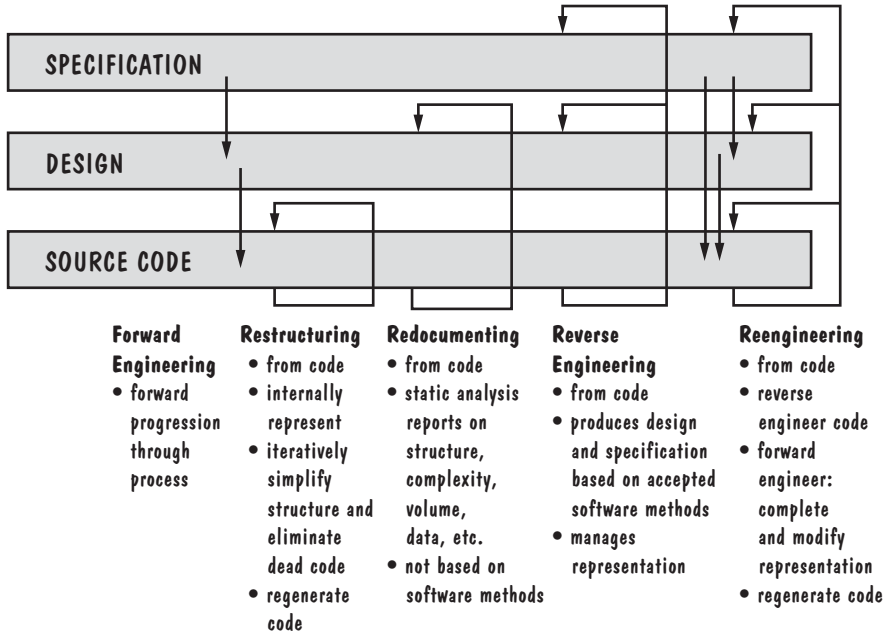 SPECIFICATION
DESIGN
SOURCE CODE
Forward
Engineering
• forward
progression
through
process
Restructuring
• from code
• internally
represent
• iteratively
simplify
structure and
eliminate
dead code
• regenerate
code
Redocumenting
• from code
• static analysis
reports on
structure,
complexity,
volume,
data, etc.
• not based on
software methods
Reverse
Engineering
• from code
• produces design
and specification
based on accepted
software methods
• manages
representation
Reengineering
• from code
• reverse
engineer code
• forward
engineer:
complete
and modify
representation
• regenerate code